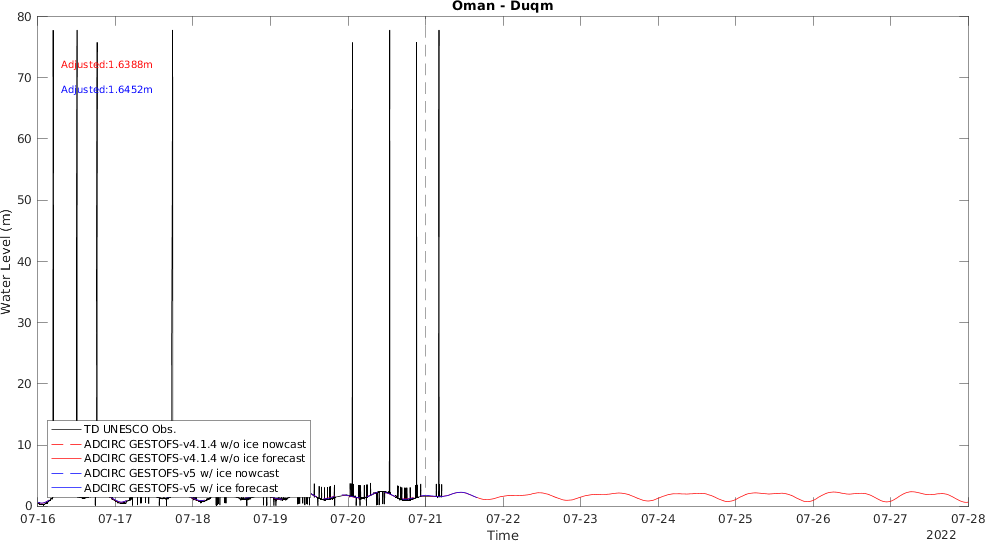 Oman - Duqm
80
70
60
50
40
30
20
10
0
Water Level (m)
Adjusted:1.6388m
Adjusted:1.6452m
TD UNESCO Obs.
ADCIRC GESTOFS-v4.1.4 w/o ice nowcast
ADCIRC GESTOFS-v4.1.4 w/o ice forecast
ADCIRC GESTOFS-v5 w/ ice nowcast
ADCIRC GESTOFS-v5 w/ ice forecast
07-16 07-17 07-18 07-19 07-20 07-21 07-22 07-23 07-24 07-25 07-26 07-27 07-28
Time
2022